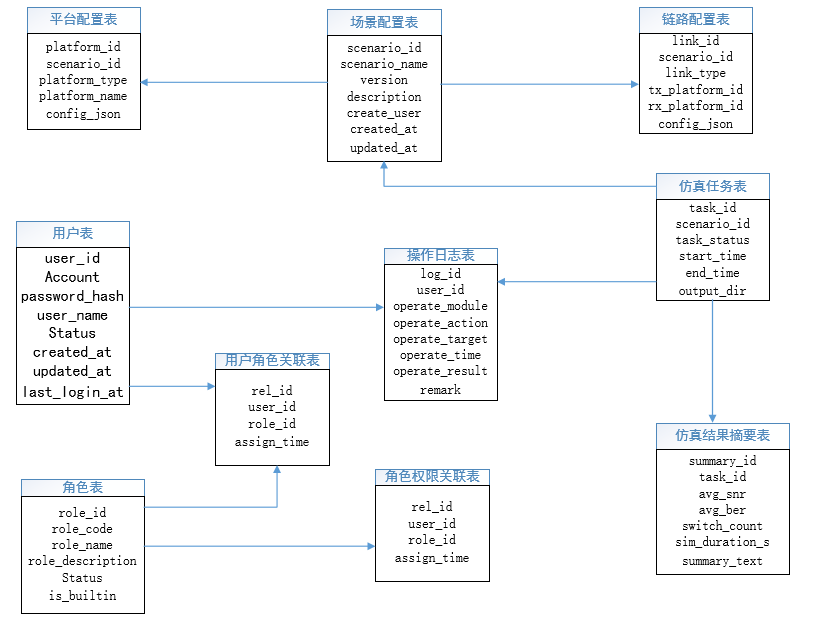 平台配置表
platform_id
scenario_id
platform_type
platform_name
config_json
场景配置表
scenario_id
scenario_name
version
description
create_user
created_at
updated_at
链路配置表
link_id
scenario_id
link_type
tx_platform_id
rx_platform_id
config_json
仿真任务表
task_id
scenario_id
task_status
start_time
end_time
output_dir
用户表
user_id
Account
password_hash
user_name
Status
created_at
updated_at
last_login_at
操作日志表
log_id
user_id
operate_module
operate_action
operate_target
operate_time
operate_result
remark
用户角色关联表
rel_id
user_id
role_id
assign_time
仿真结果摘要表
summary_id
task_id
avg_snr
avg_ber
switch_count
sim_duration_s
summary_text
角色表
role_id
role_code
role_name
role_description
Status
is_builtin
角色权限关联表
rel_id
user_id
role_id
assign_time